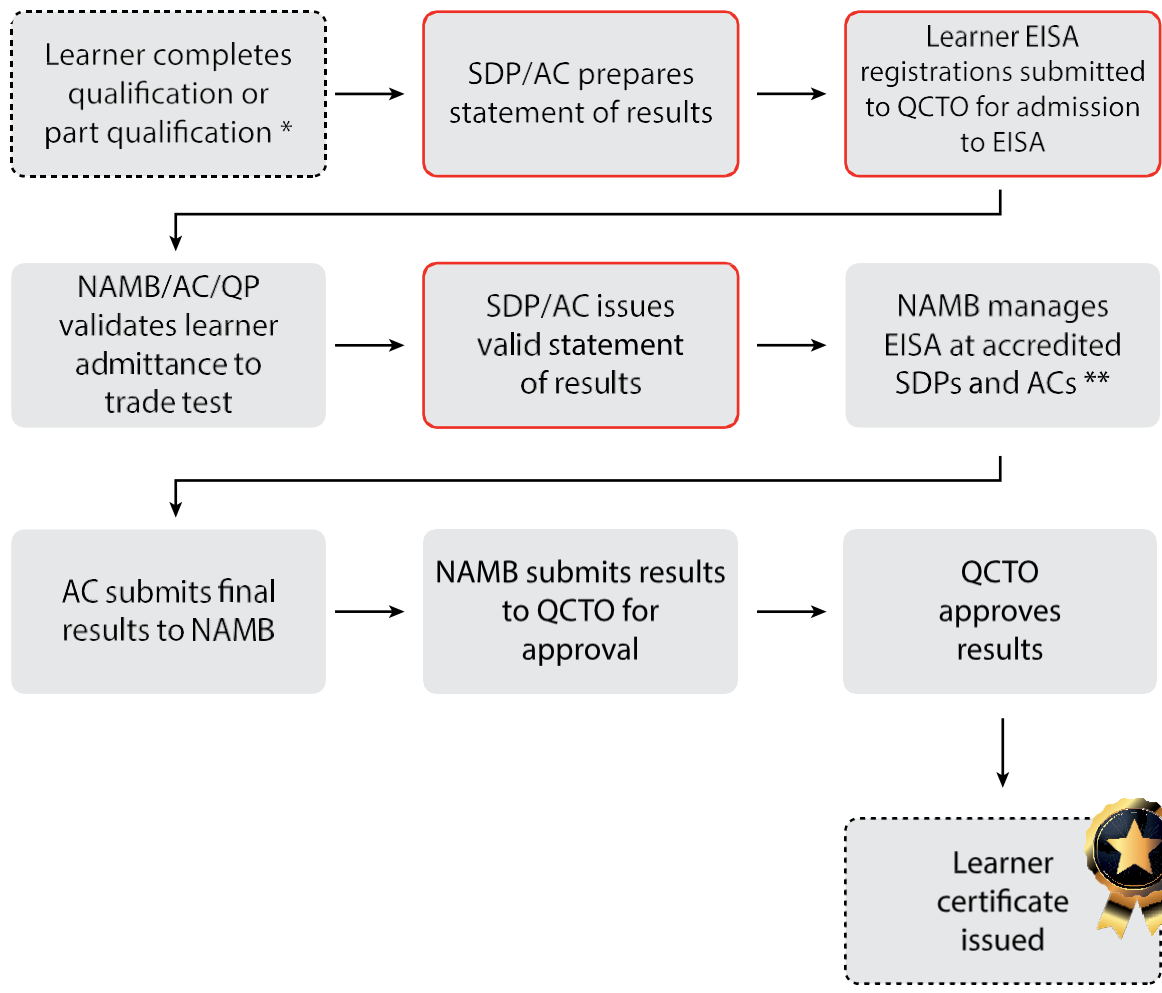 Learner completes
qualification or
part qualification *
SDP/AC prepares
statement of results
Learner EISA
registrations submitted
to QCTO for admission
to EISA
NAMB/AC/QP
validates learner
admittance to
trade test
SDP/AC issues
valid statement
of results
NAMB manages
EISA at accredited
SDPs and ACs **
AC submits final
results to NAMB
NAMB submits results
to QCTO for
approval
QCTO
approves
results
Learner
certificate
issued